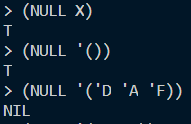 > (NULL X)
T
> (NULL '())
T
> (NULL '('D 'A 'F))
NIL